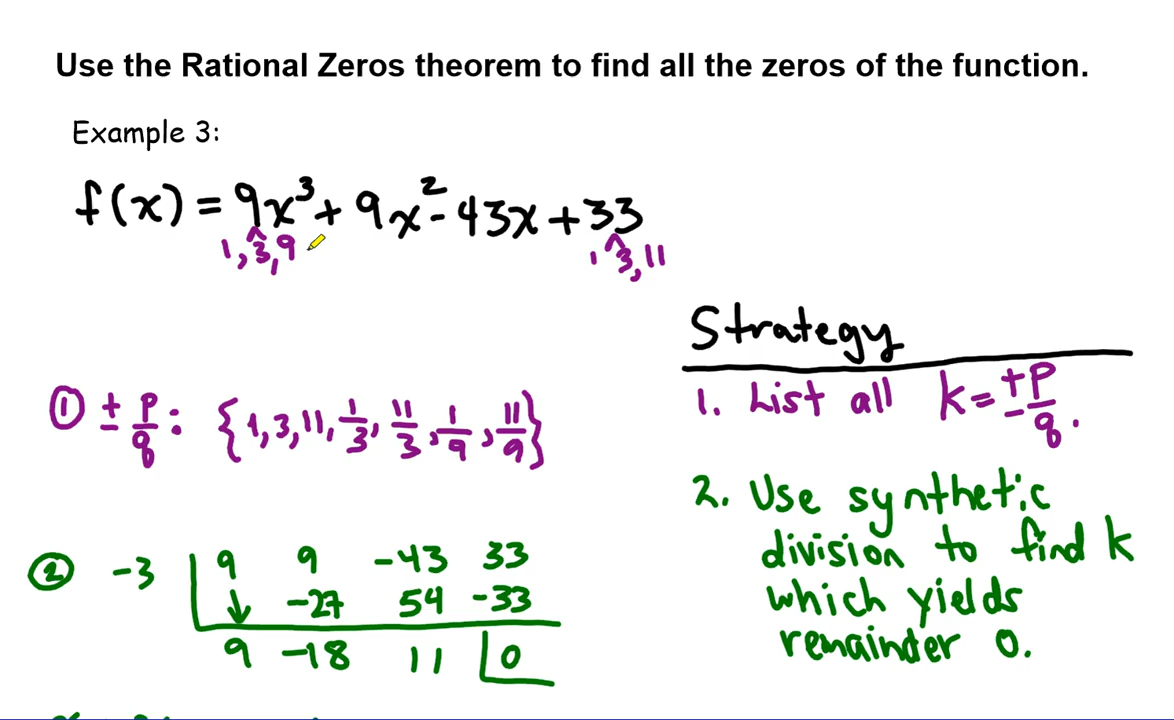 Use the Rational Zeros theorem to find all the zeros of the function.
Example 3:
f(x) = 9x³ + 9x² - 43x + 33
1, 3, 9
1, 3, 11
Strategy
1. List all k = ± p/q.
① ± p/q : {1, 3, 11, 1/3, 11/3, 1/9, 11/9}
2. Use synthetic
division to find k
which yields
remainder 0.
② -3 | 9 9 -43 33
↓ -27 54 -33
9 -18 11 | 0